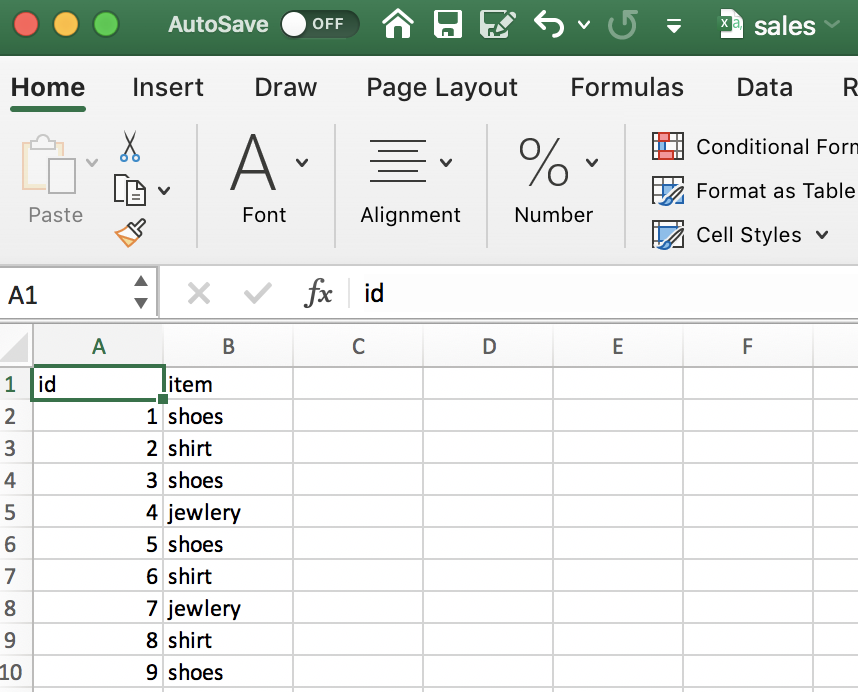 AutoSave OFF sales
Home Insert Draw Page Layout Formulas Data R
Paste Font Alignment Number
%
Conditional Form
Format as Table
Cell Styles
A1 fx id
A B C D E F
1 id item
2 1 shoes
3 2 shirt
4 3 shoes
5 4 jewlery
6 5 shoes
7 6 shirt
8 7 jewlery
9 8 shirt
10 9 shoes